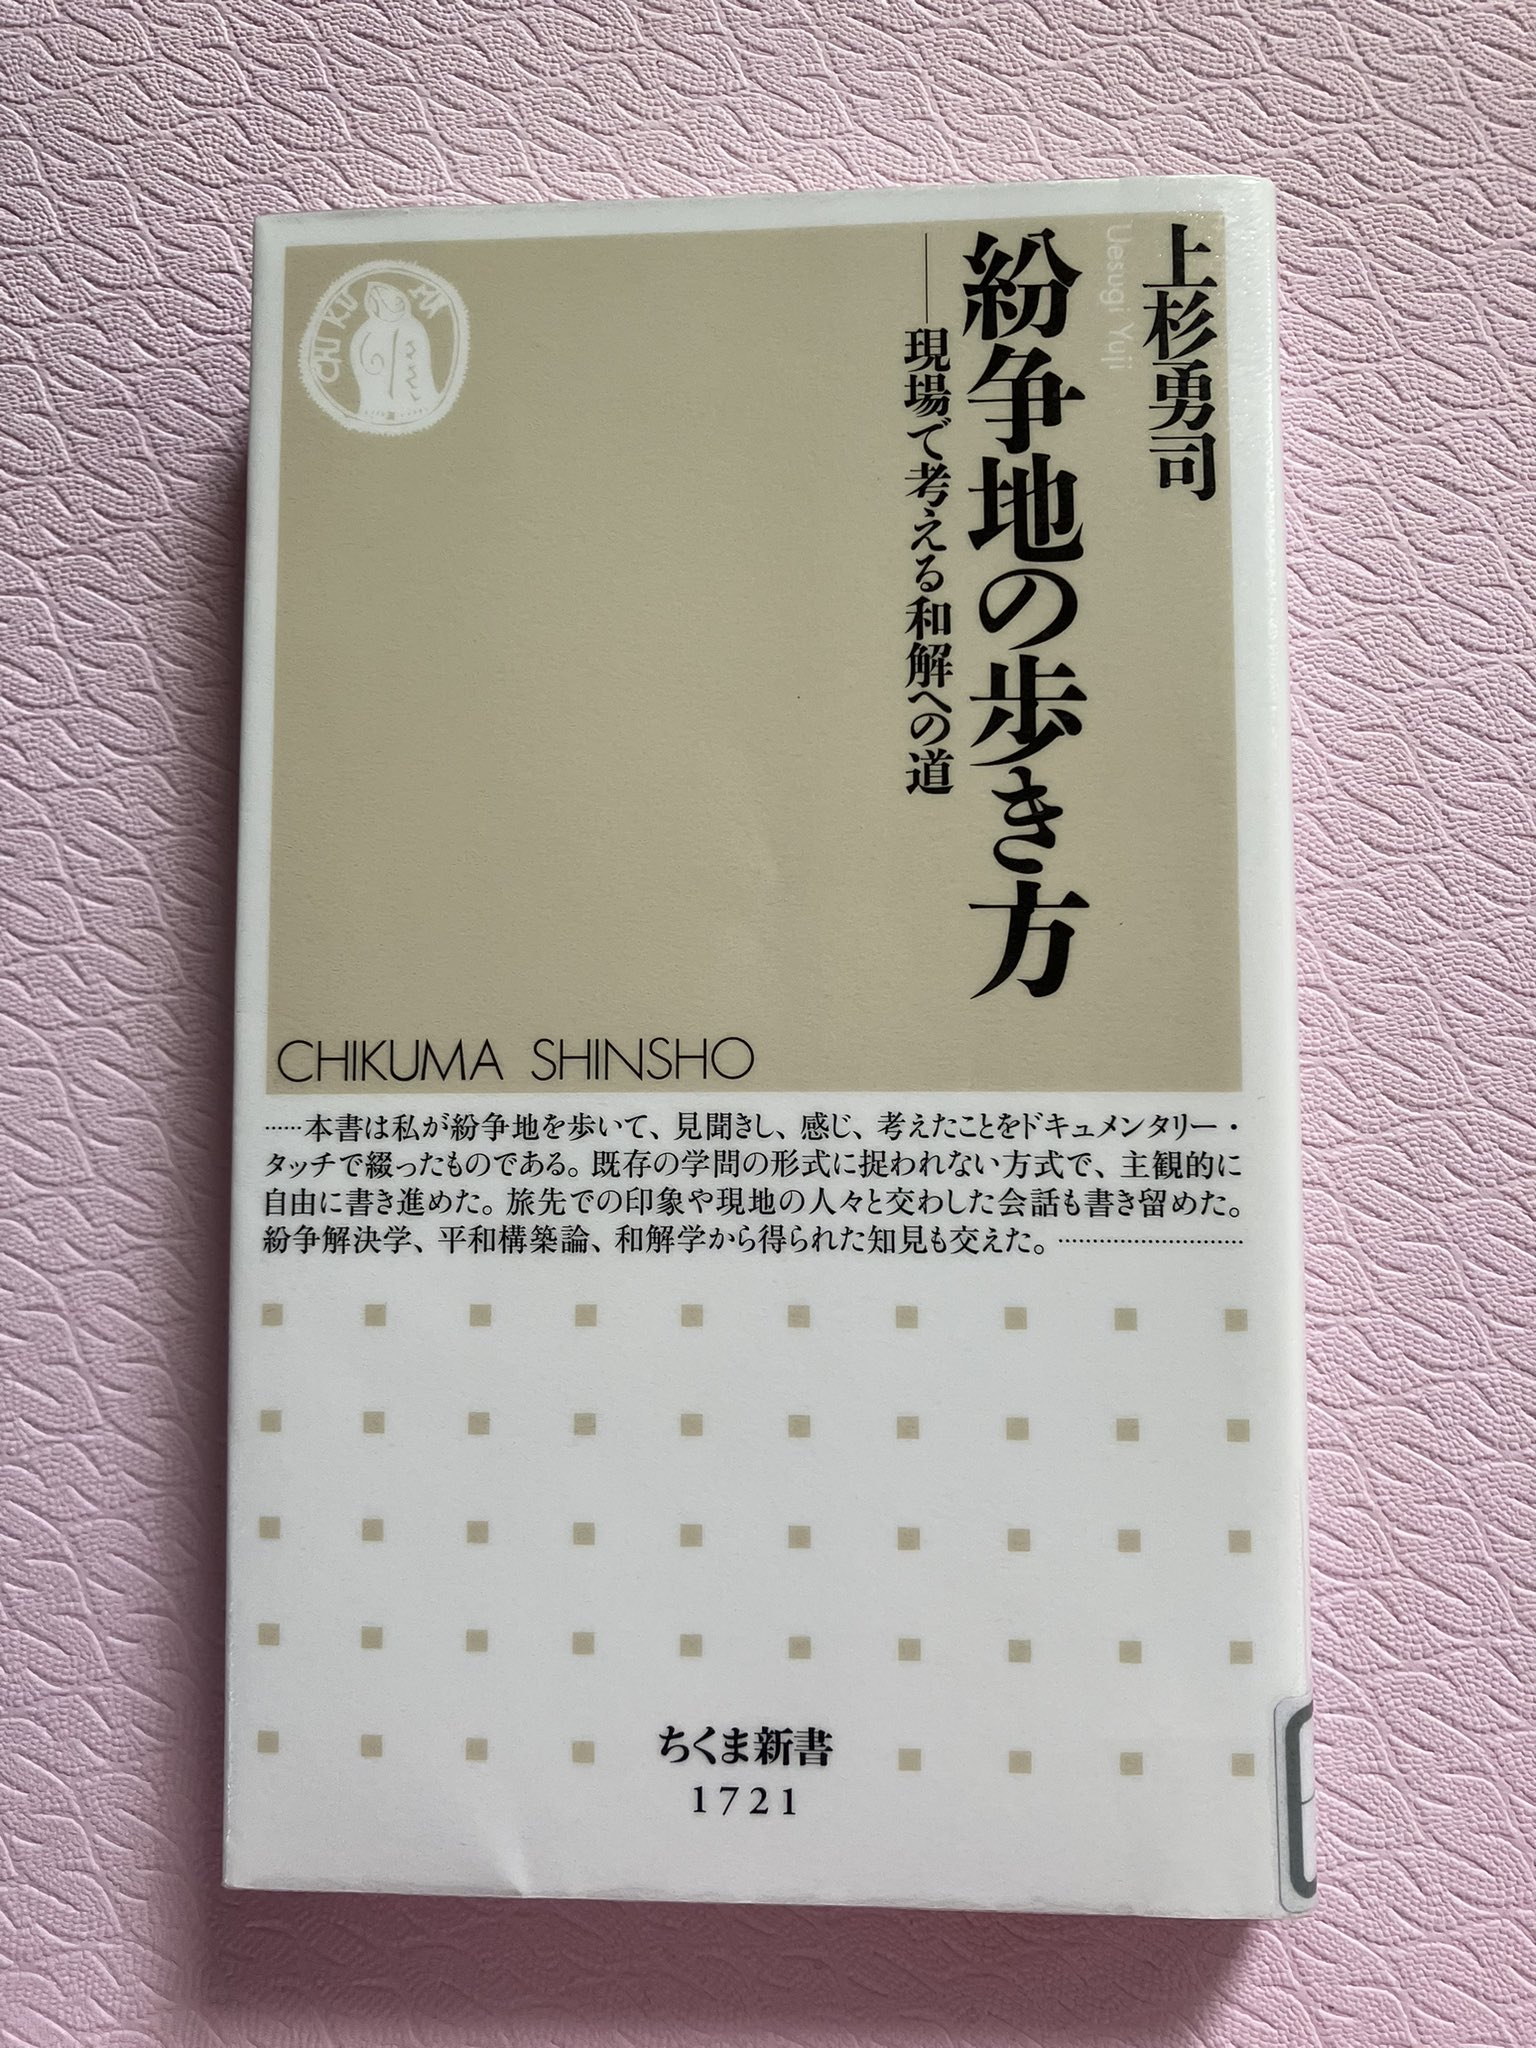 上杉勇司
Uesugi Yuji
紛争地の歩き方
――現場で考える和解への道
CHIKUMA
CHIKUMA SHINSHO
……本書は私が紛争地を歩いて、見聞きし、感じ、考えたことをドキュメンタリー・
タッチで綴ったものである。既存の学問の形式に捉われない方式で、主観的に
自由に書き進めた。旅先での印象や現地の人々と交わした会話も書き留めた。
紛争解決学、平和構築論、和解学から得られた知見も交えた。…………………………
ちくま新書
1721